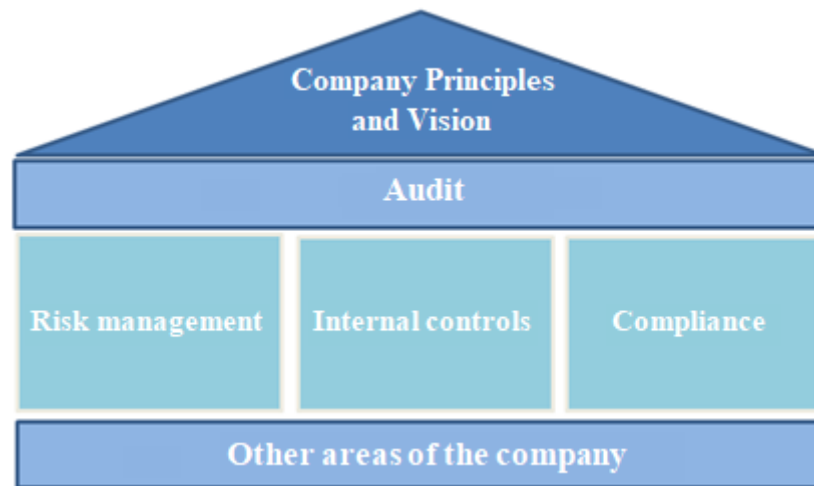 Company Principles
and Vision
Audit
Risk management
Internal controls
Compliance
Other areas of the company